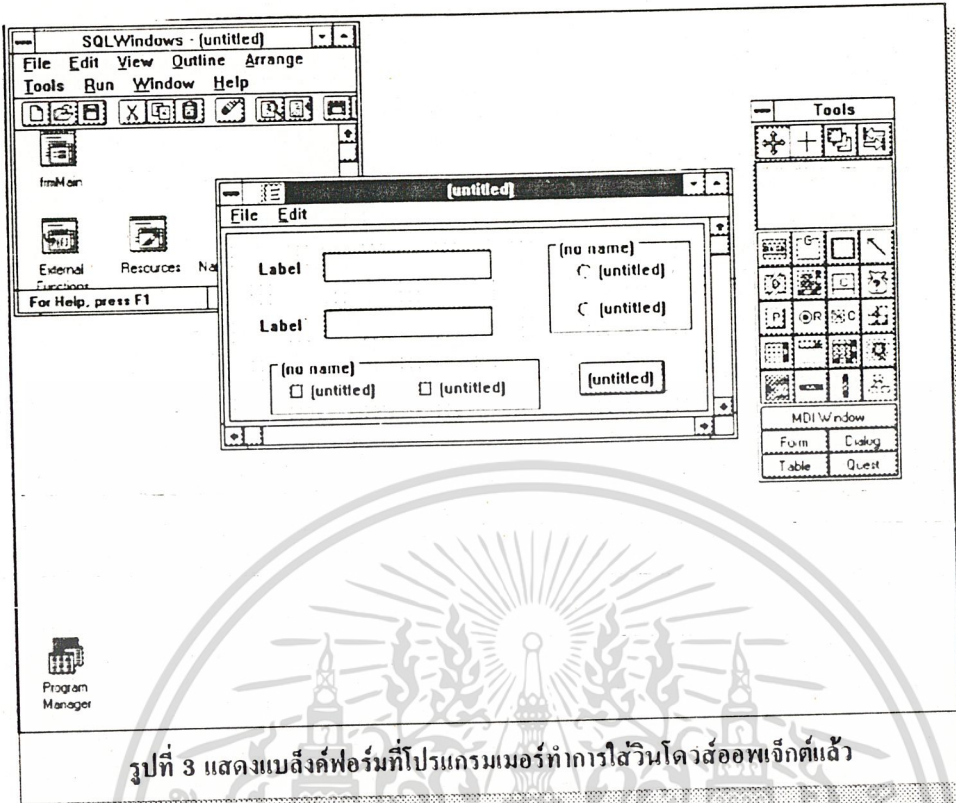 SQLWindows - (untitled)
File Edit View Outline Arrange
Tools Run Window Help
frmMain
External Functions
Resources
For Help, press F1
(untitled)
File Edit
Label
Label
(no name)
(untitled)
(untitled)
(no name)
(untitled) (untitled)
(untitled)
Tools
MDI Window
Form Dialog
Table Quest
Program
Manager
รูปที่ 3 แสดงแบล็งค์ฟอร์มที่โปรแกรมเมอร์ทำการใส่วินโดวส์ออพเจ็กต์แล้ว